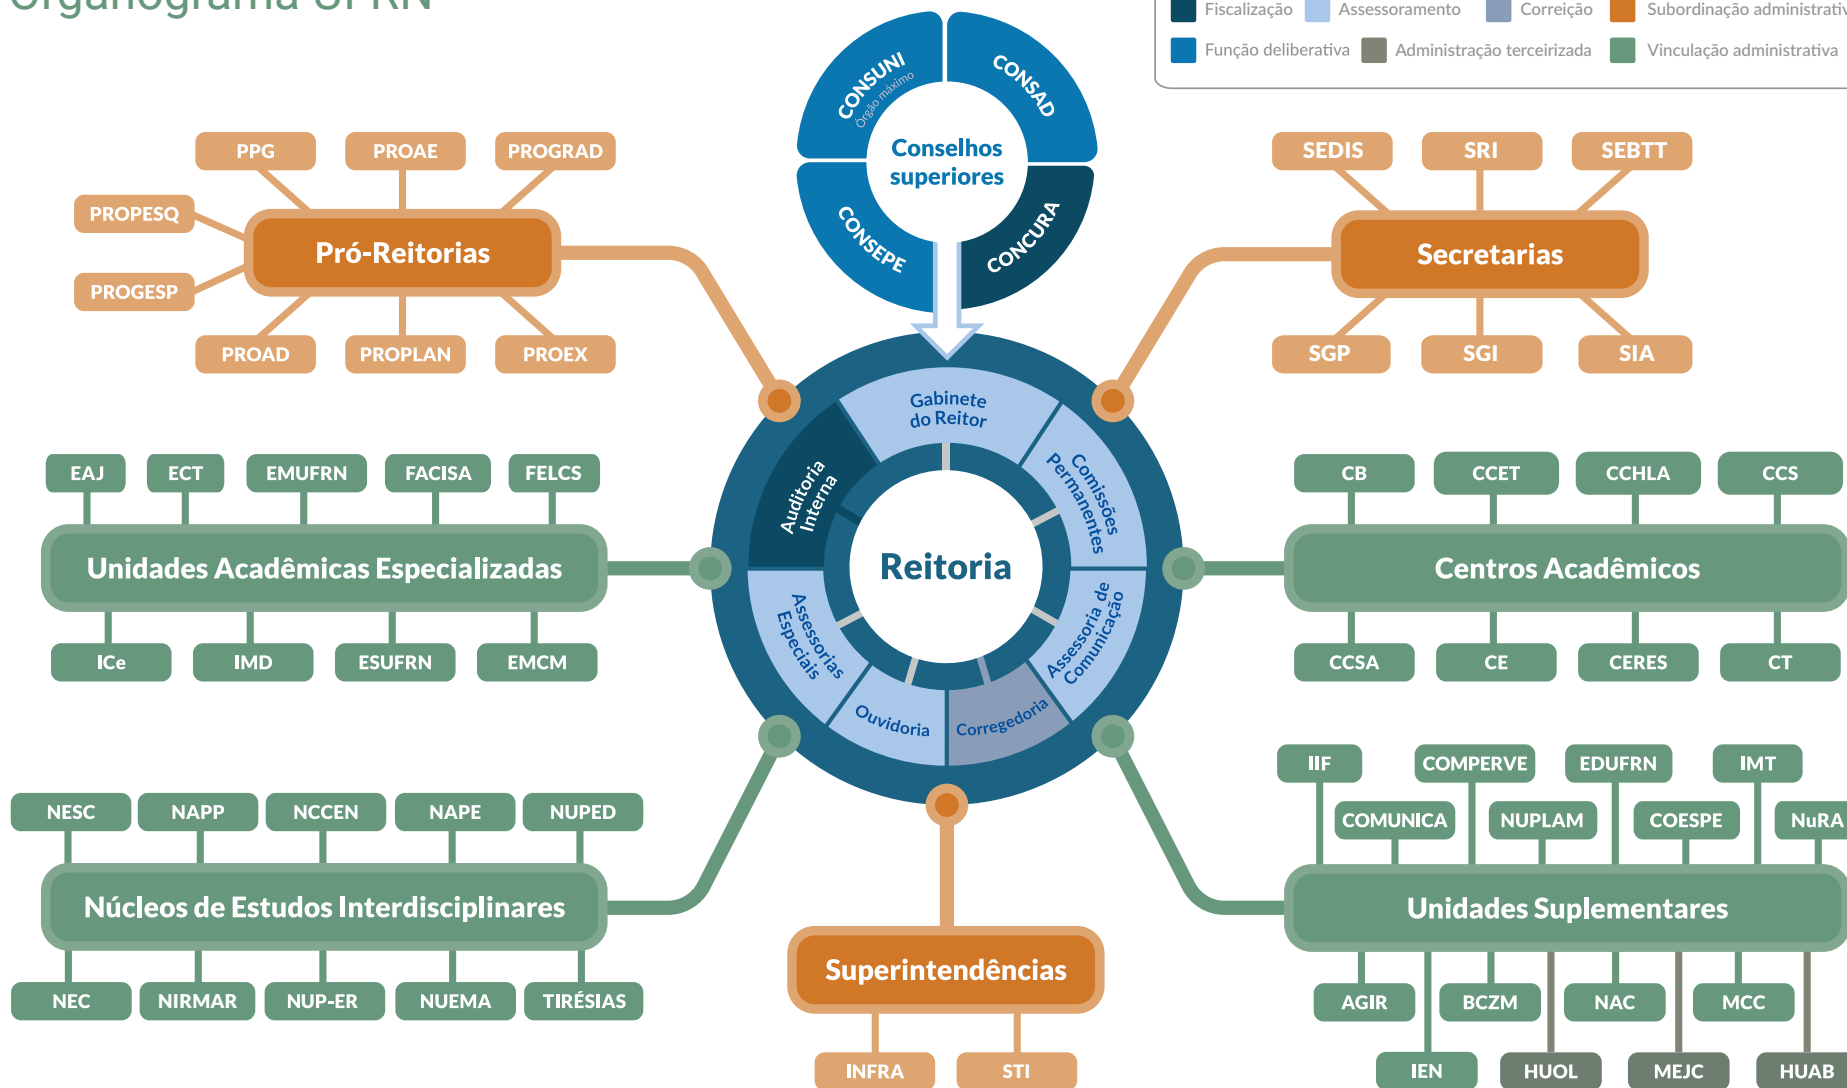 Organograma UFRN
Fiscalização
Assessoramento
Correição
Subordinação
Função deliberativa
Administração terceirizada
Vinculação administrativa
CONSUNI
Órgão máximo
CONSAD
CONSEPE
CONCURA
Conselhos
superiores
PPG
PROAE
PROGRAD
PROPESQ
Pró-Reitorias
PROGESP
PROAD
PROPLAN
PROEX
SEDIS
SRI
SEBTT
Secretarias
SGP
SGI
SIA
Gabinete
do Reitor
Auditoria
Interna
Comissões
Permanentes
Reitoria
Assessorias
Especiais
Assessoria de
Comunicação
Ouvidoria
Corregedoria
EAJ
ECT
EMUFRN
FACISA
FELCS
Unidades Acadêmicas Especializadas
ICe
IMD
ESUFRN
EMCM
CB
CCET
CCHLA
CCS
Centros Acadêmicos
CCSA
CE
CERES
CT
NESC
NAPP
NCCEN
NAPE
NUPED
Núcleos de Estudos Interdisciplinares
NEC
NIRMAR
NUP-ER
NUEMA
TIRÉSIAS
Superintendências
INFRA
STI
IIF
COMPERVE
EDUFRN
IMT
COMUNICA
NUPLAM
COESPE
NuRA
Unidades Suplementares
AGIR
BCZM
NAC
MCC
IEN
HUOL
MEJC
HUAB